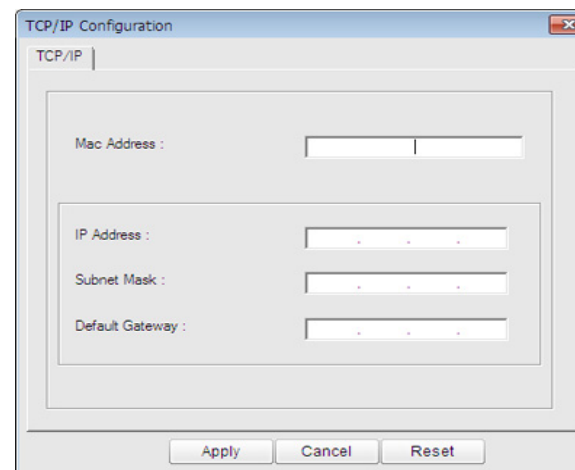 TCP/IP Configuration
TCP/IP
Mac Address :
IP Address :
. . .
Subnet Mask :
. . .
Default Gateway :
. . .
Apply Cancel Reset